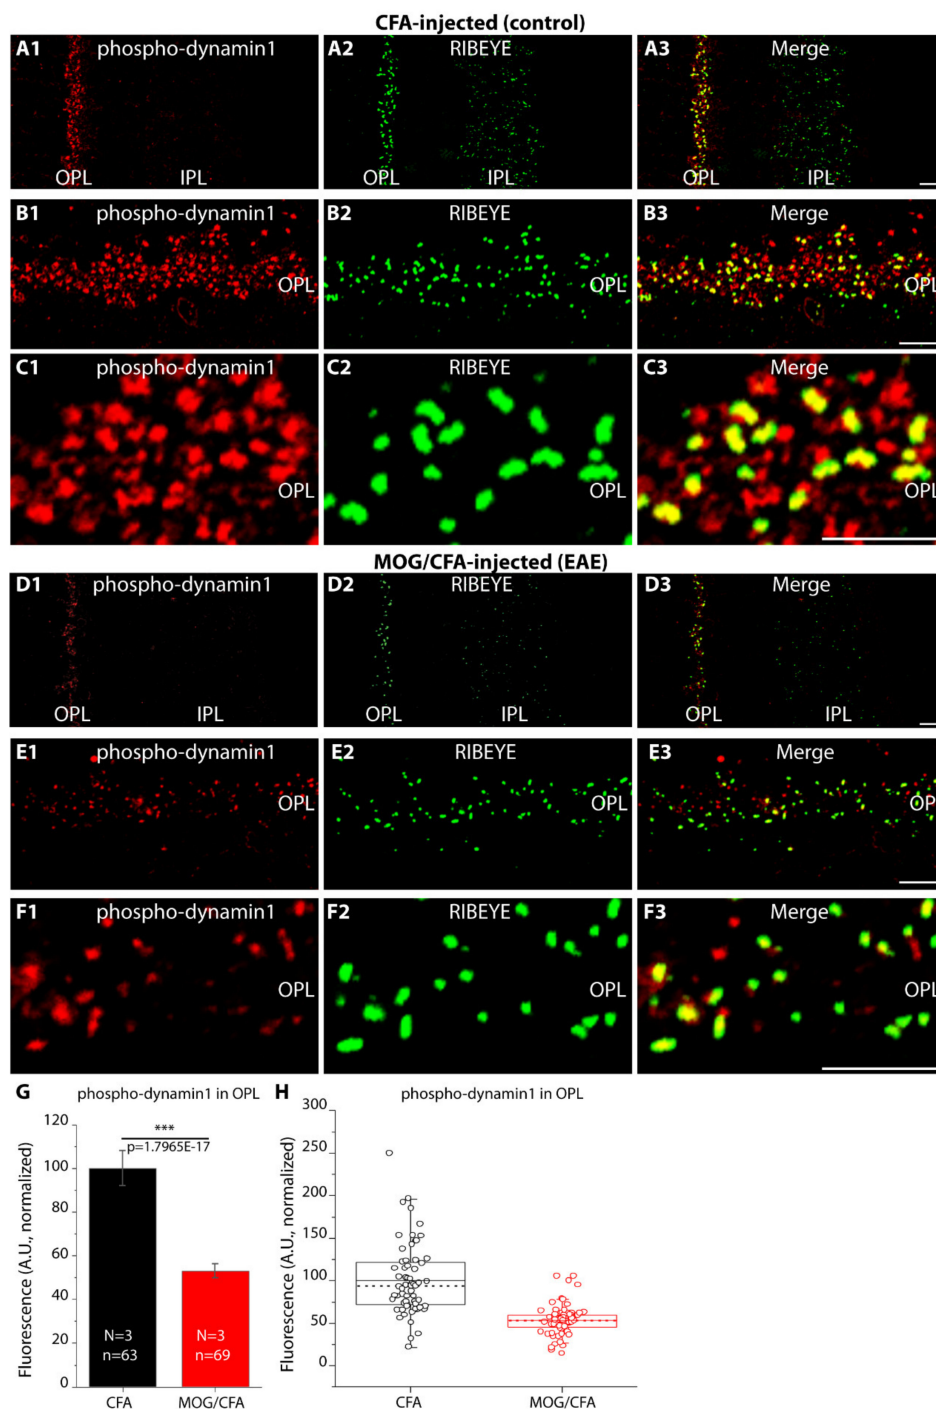 CFA-injected (control)
A1 phospho-dynamin1 A2 RIBEYE A3 Merge
OPL IPL OPL IPL OPL IPL
B1 phospho-dynamin1 B2 RIBEYE B3 Merge
OPL OPL OPL
C1 phospho-dynamin1 C2 RIBEYE C3 Merge
OPL OPL OPL
MOG/CFA-injected (EAE)
D1 phospho-dynamin1 D2 RIBEYE D3 Merge
OPL IPL OPL IPL OPL IPL
E1 phospho-dynamin1 E2 RIBEYE E3 Merge
OPL OPL OP
F1 phospho-dynamin1 F2 RIBEYE F3 Merge
OPL OPL OPL
G phospho-dynamin1 in OPL
Fluorescence (A.U., normalized)
120
100
80
60
40
20
0
***
p=1.7965E-17
N=3 N=3
n=63 n=69
CFA MOG/CFA
H phospho-dynamin1 in OPL
Fluorescence (A.U., normalized)
300
250
200
150
100
50
0
CFA MOG/CFA